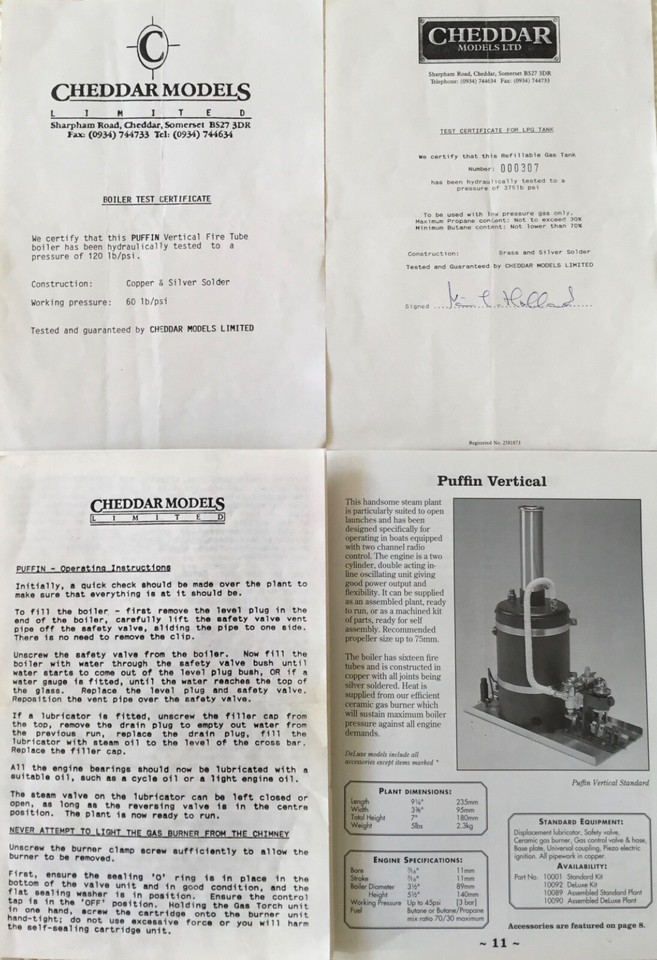 C
CHEDDAR MODELS
L I M I T E D
Sharpham Road, Cheddar, Somerset BS27 3DR
Fax: (0934) 744733 Tel: (0934) 744634
BOILER TEST CERTIFICATE
We certify that this PUFFIN Vertical Fire Tube
boiler has been hydraulically tested to a
pressure of 120 lb/psi.
Construction: Copper & Silver Solder
Working pressure: 60 lb/psi
Tested and guaranteed by CHEDDAR MODELS LIMITED
CHEDDAR
MODELS LTD
Sharpham Road, Cheddar, Somerset BS27 3DR
Telephone: (0934) 744634 Fax: (0934) 744733
TEST CERTIFICATE FOR LPG TANK
We certify that this Refillable Gas Tank
Number: 000307
has been hydraulically tested to a
pressure of 375lb psi
To be used with low pressure gas only.
Maximum Propane content: Not to exceed 30%
Minimum Butane content: Not lower than 70%
Construction: Brass and Silver Solder
Tested and Guaranteed by CHEDDAR MODELS LIMITED
Signed
Registered No. 2581673
CHEDDAR MODELS
L I M I T E D
PUFFIN - Operating Instructions
Initially, a quick check should be made over the plant to
make sure that everything is at it should be.
To fill the boiler - first remove the level plug in the
end of the boiler, carefully lift the safety valve vent
pipe off the safety valve, sliding the pipe to one side.
There is no need to remove the clip.
Unscrew the safety valve from the boiler. Now fill the
boiler with water through the safety valve bush until
water starts to come out of the level plug bush, OR if a
water gauge is fitted, until the water reaches the top of
the glass. Replace the level plug and safety valve.
Reposition the vent pipe over the safety valve.
If a lubricator is fitted, unscrew the filler cap from
the top, remove the drain plug to empty out water from
the previous run, replace the drain plug, fill the
lubricator with steam oil to the level of the cross bar.
Replace the filler cap.
All the engine bearings should now be lubricated with a
suitable oil, such as a cycle oil or a light engine oil.
The steam valve on the lubricator can be left closed or
open, as long as the reversing valve is in the centre
position. The plant is now ready to run.
NEVER ATTEMPT TO LIGHT THE GAS BURNER FROM THE CHIMNEY
Unscrew the burner clamp screw sufficiently to allow the
burner to be removed.
First, ensure the sealing 'O' ring is in place in the
bottom of the valve unit and in good condition, and the
flat sealing washer is in position. Ensure the control
tap is in the 'OFF' position. Holding the Gas Torch unit
in one hand, screw the cartridge onto the burner unit
hand-tight; do not use excessive force or you will harm
the self-sealing cartridge unit.
Puffin Vertical
This handsome steam plant
is particularly suited to open
launches and has been
designed specifically for
operating in boats equipped
with two channel radio
control. The engine is a two
cylinder, double acting in-
line oscillating unit giving
good power output and
flexibility. It can be supplied
as an assembled plant, ready
to run, or as a machined kit
of parts, ready for self
assembly. Recommended
propeller size up to 75mm.
The boiler has sixteen fire
tubes and is constructed in
copper with all joints being
silver soldered. Heat is
supplied from our efficient
ceramic gas burner which
will sustain maximum boiler
pressure against all engine
demands.
DeLuxe models include all
accessories except items marked *
Puffin Vertical Standard
PLANT DIMENSIONS:
Length 9¼" 235mm
Width 3¾" 95mm
Total Height 7" 180mm
Weight 5lbs 2.3kg
ENGINE SPECIFICATIONS:
Bore 7/16" 11mm
Stroke 7/16" 11mm
Boiler Diameter 3½" 89mm
Height 5½" 140mm
Working Pressure Up to 45psi [3 bar]
Fuel Butane or Butane/Propane
mix ratio 70/30 maximum
STANDARD EQUIPMENT:
Displacement lubricator, Safety valve,
Ceramic gas burner, Gas control valve & hose,
Base plate, Universal coupling, Piezo electric
ignition. All pipework in copper.
AVAILABILITY:
Part No. 10001 Standard Kit
10092 DeLuxe Kit
10089 Assembled Standard Plant
10090 Assembled DeLuxe Plant
Accessories are featured on page 8.
~ 11 ~